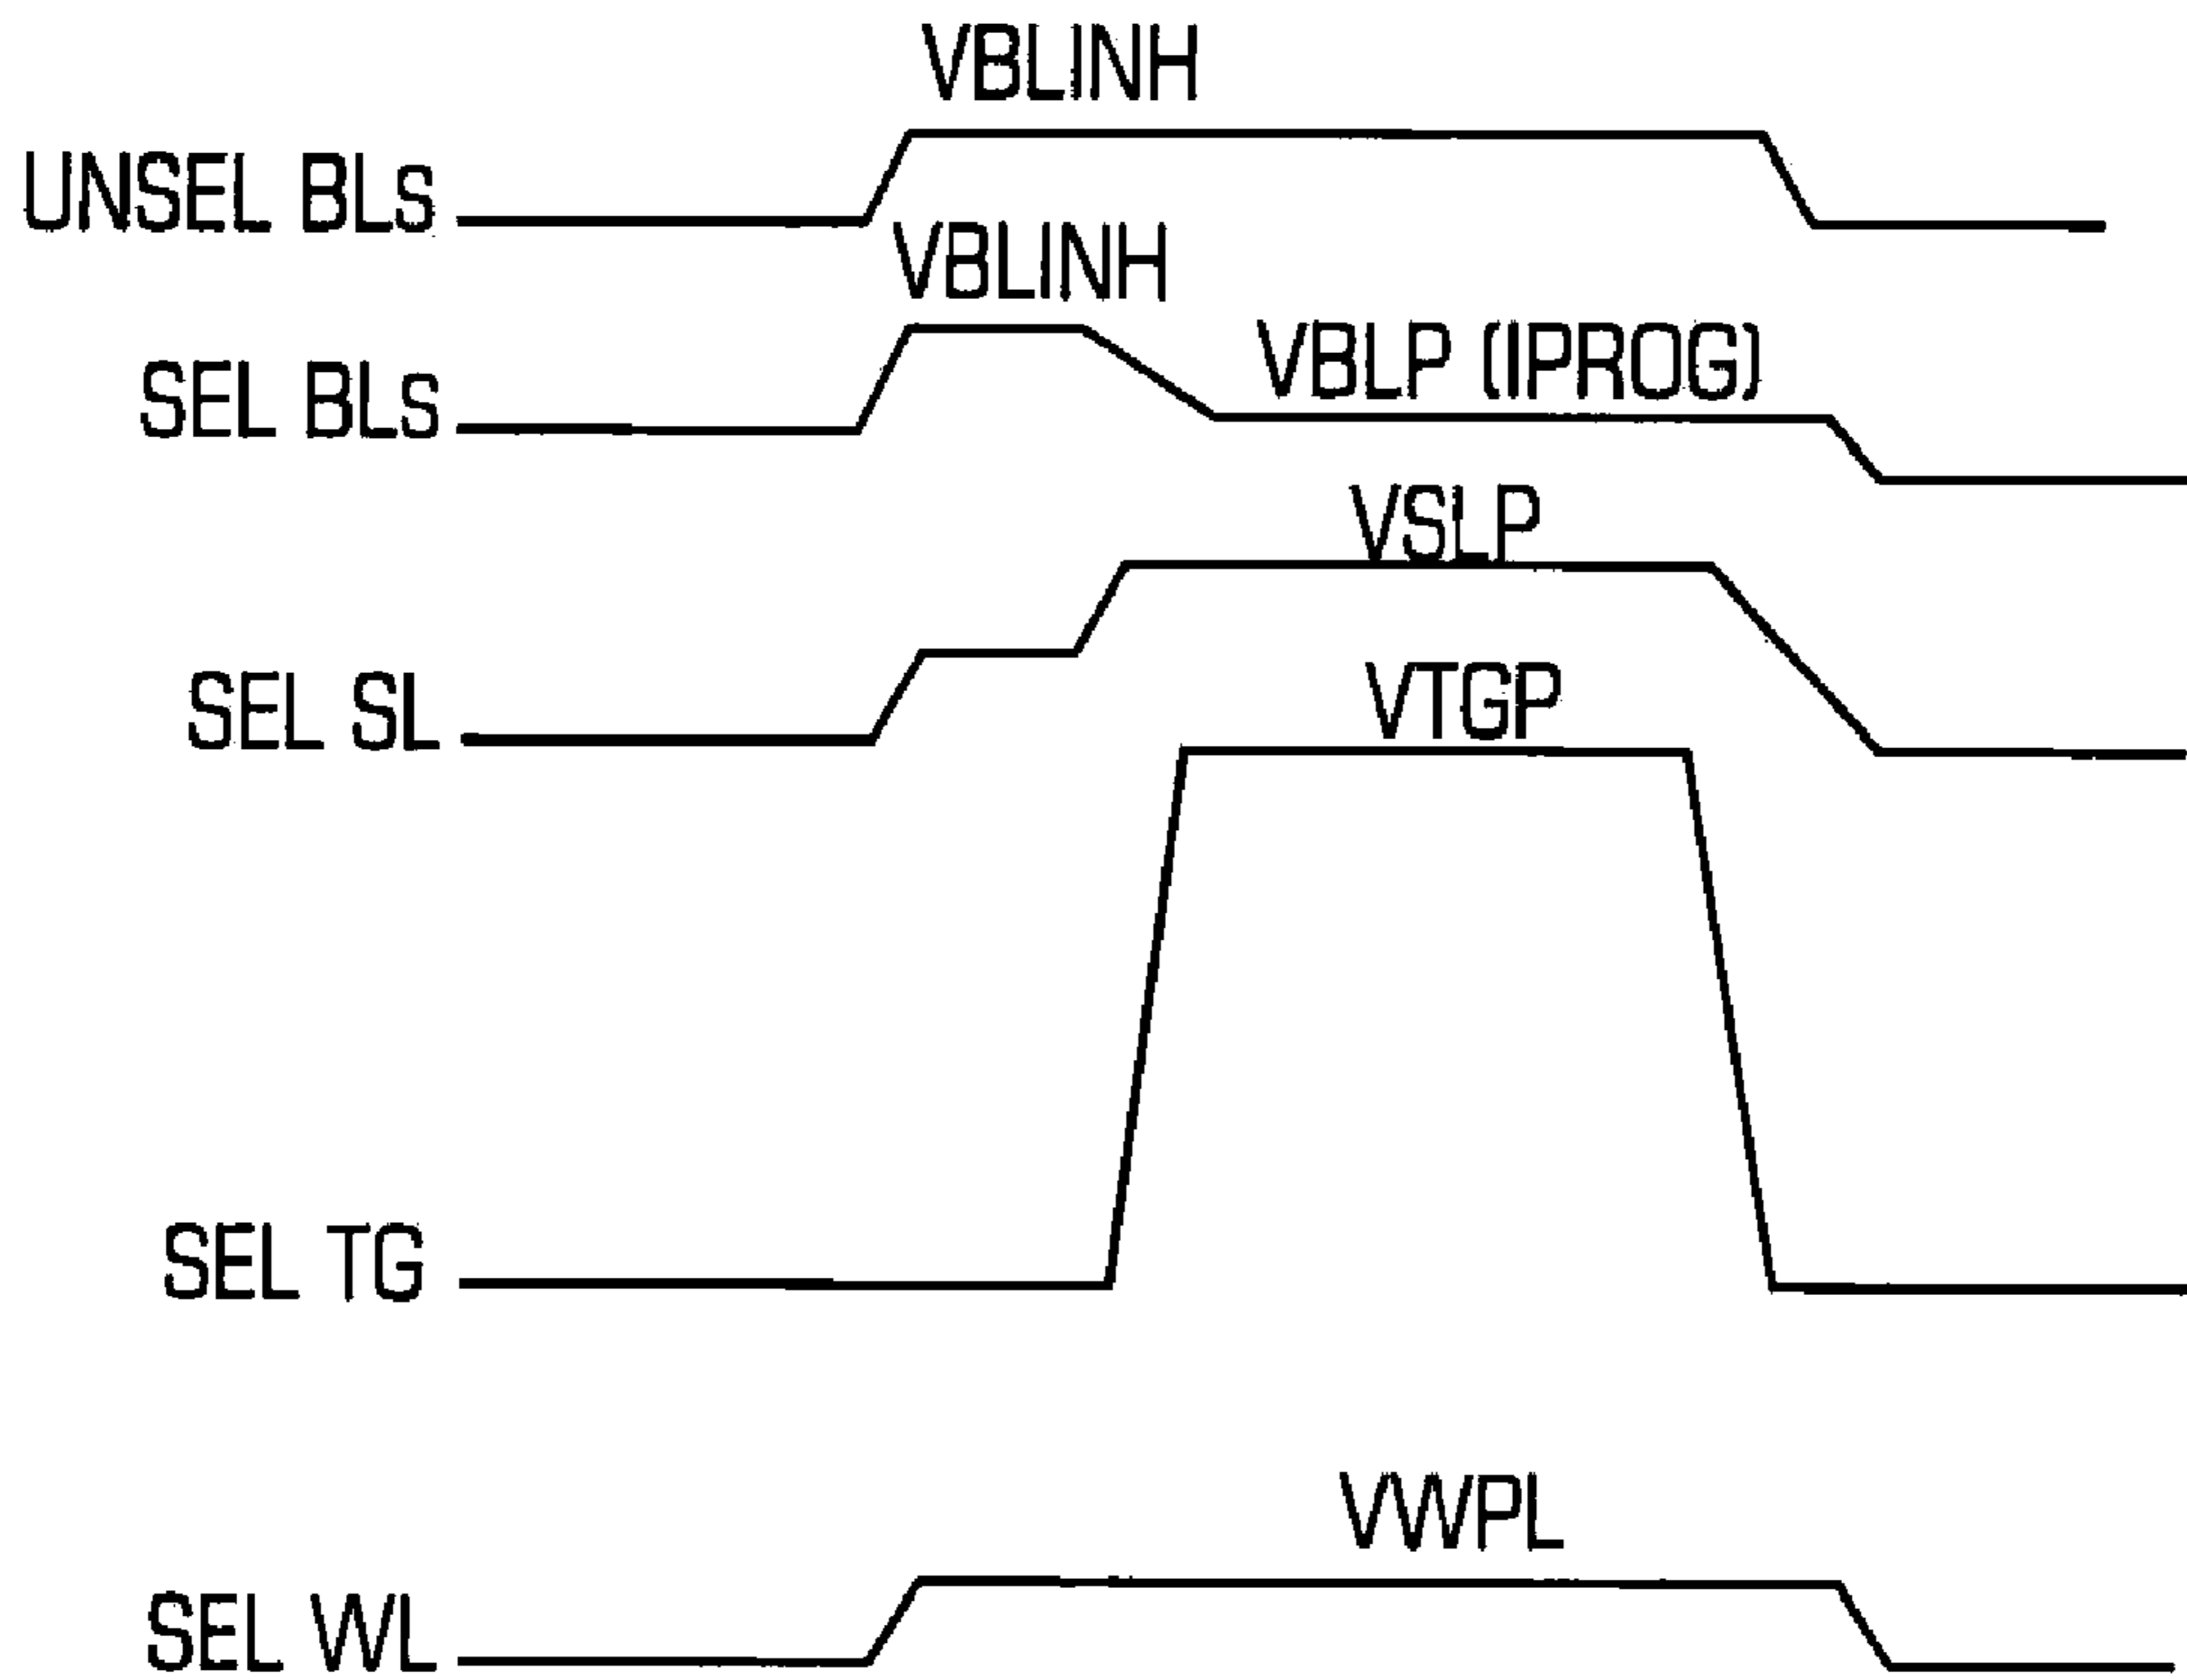 VBLINH
UNSEL BLs
VBLINH
SEL BLs
VBLP (IPROG)
VSLP
SEL SL
VTGP
SEL TG
VWPL
SEL WL